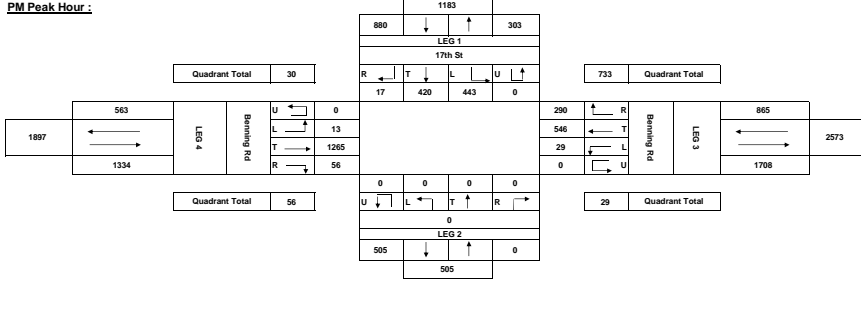 PM Peak Hour :
1183
880 303
LEG 1
17th St
Quadrant Total 30
R T L U
733 Quadrant Total
17 420 443 0
563
U 0
290 R
865
1897
LEG 4
Benning Rd
L 13
546 T
Benning Rd
LEG 3
2573
T 1265
29 L
1334
R 56
0 U
1708
0 0 0 0
Quadrant Total 56
U L T R
29 Quadrant Total
0
LEG 2
505 0
505